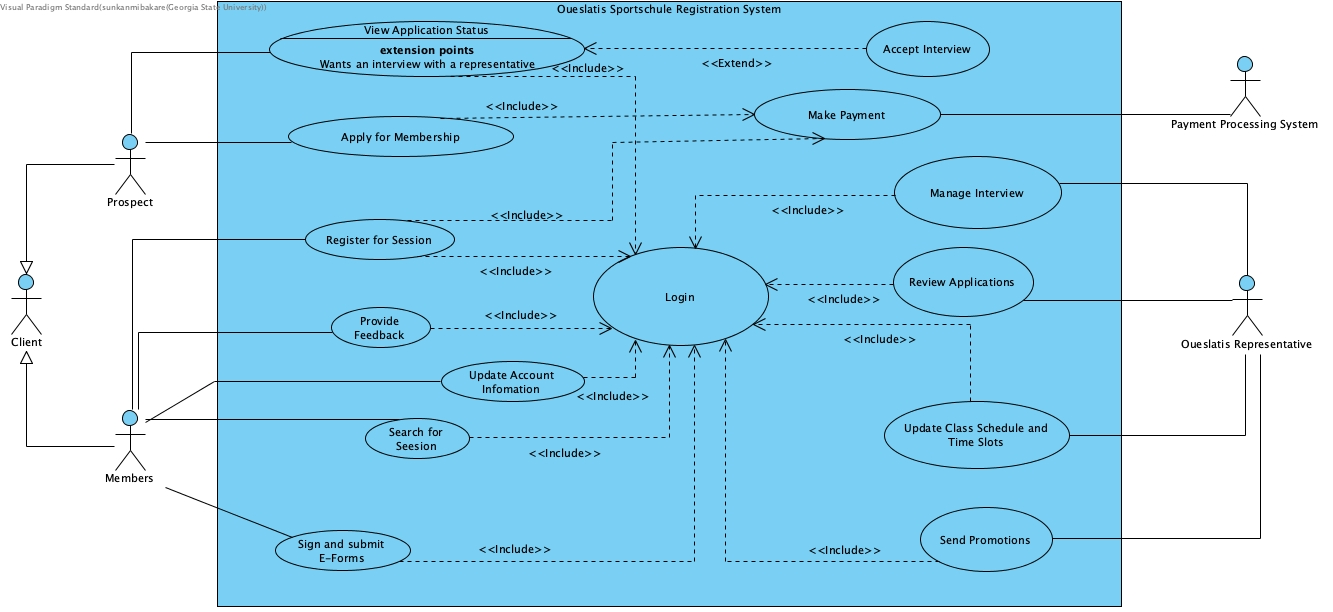 Visual Paradigm Standard(sunkanmibakare(Georgia State University))
Oueslatis Sportschule Registration System
View Application Status
extension points
Wants an interview with a representative
<<Include>>
<<Extend>>
Accept Interview
<<Include>>
Apply for Membership
Make Payment
Payment Processing System
Prospect
Manage Interview
<<Include>>
<<Include>>
Register for Session
<<Include>>
Login
Review Applications
<<Include>>
Client
Provide
Feedback
<<Include>>
<<Include>>
Oueslatis Representative
Update Account
Infomation
<<Include>>
Search for
Seesion
<<Include>>
Update Class Schedule and
Time Slots
Members
Sign and submit
E-Forms
<<Include>>
<<Include>>
Send Promotions